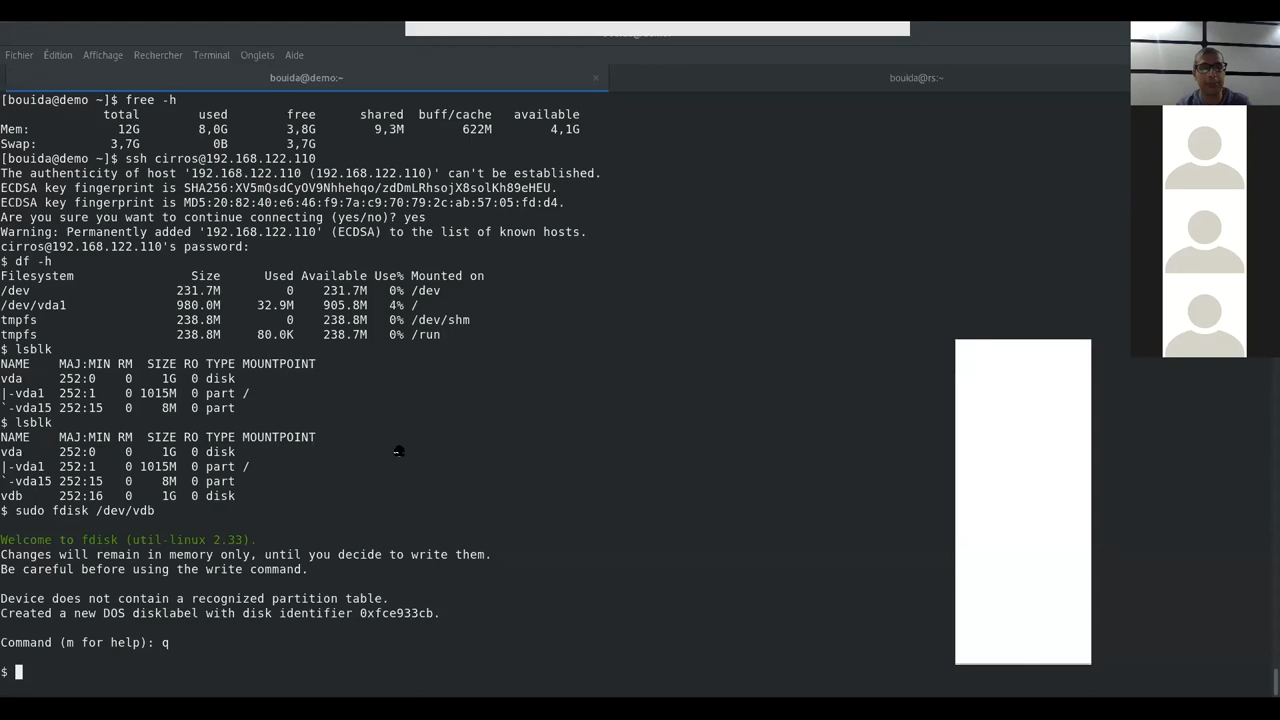 Fichier Édition Affichage Rechercher Terminal Onglets Aide
bouida@demo:~ × bouida@rs:~
[bouida@demo ~]$ free -h
total used free shared buff/cache available
Mem: 12G 8,0G 3,8G 9,3M 622M 4,1G
Swap: 3,7G 0B 3,7G
[bouida@demo ~]$ ssh cirros@192.168.122.110
The authenticity of host '192.168.122.110 (192.168.122.110)' can't be established.
ECDSA key fingerprint is SHA256:XV5mQsdCyOV9Nhhehqo/zdDmLRhsojX8solKh89eHEU.
ECDSA key fingerprint is MD5:20:82:40:e6:46:f9:7a:c9:70:79:2c:ab:57:05:fd:d4.
Are you sure you want to continue connecting (yes/no)? yes
Warning: Permanently added '192.168.122.110' (ECDSA) to the list of known hosts.
cirros@192.168.122.110's password:
$ df -h
Filesystem Size Used Available Use% Mounted on
/dev 231.7M 0 231.7M 0% /dev
/dev/vda1 980.0M 32.9M 905.8M 4% /
tmpfs 238.8M 0 238.8M 0% /dev/shm
tmpfs 238.8M 80.0K 238.7M 0% /run
$ lsblk
NAME MAJ:MIN RM SIZE RO TYPE MOUNTPOINT
vda 252:0 0 1G 0 disk
|-vda1 252:1 0 1015M 0 part /
`-vda15 252:15 0 8M 0 part
$ lsblk
NAME MAJ:MIN RM SIZE RO TYPE MOUNTPOINT
vda 252:0 0 1G 0 disk
|-vda1 252:1 0 1015M 0 part /
`-vda15 252:15 0 8M 0 part
vdb 252:16 0 1G 0 disk
$ sudo fdisk /dev/vdb
Welcome to fdisk (util-linux 2.33).
Changes will remain in memory only, until you decide to write them.
Be careful before using the write command.
Device does not contain a recognized partition table.
Created a new DOS disklabel with disk identifier 0xfce933cb.
Command (m for help): q
$